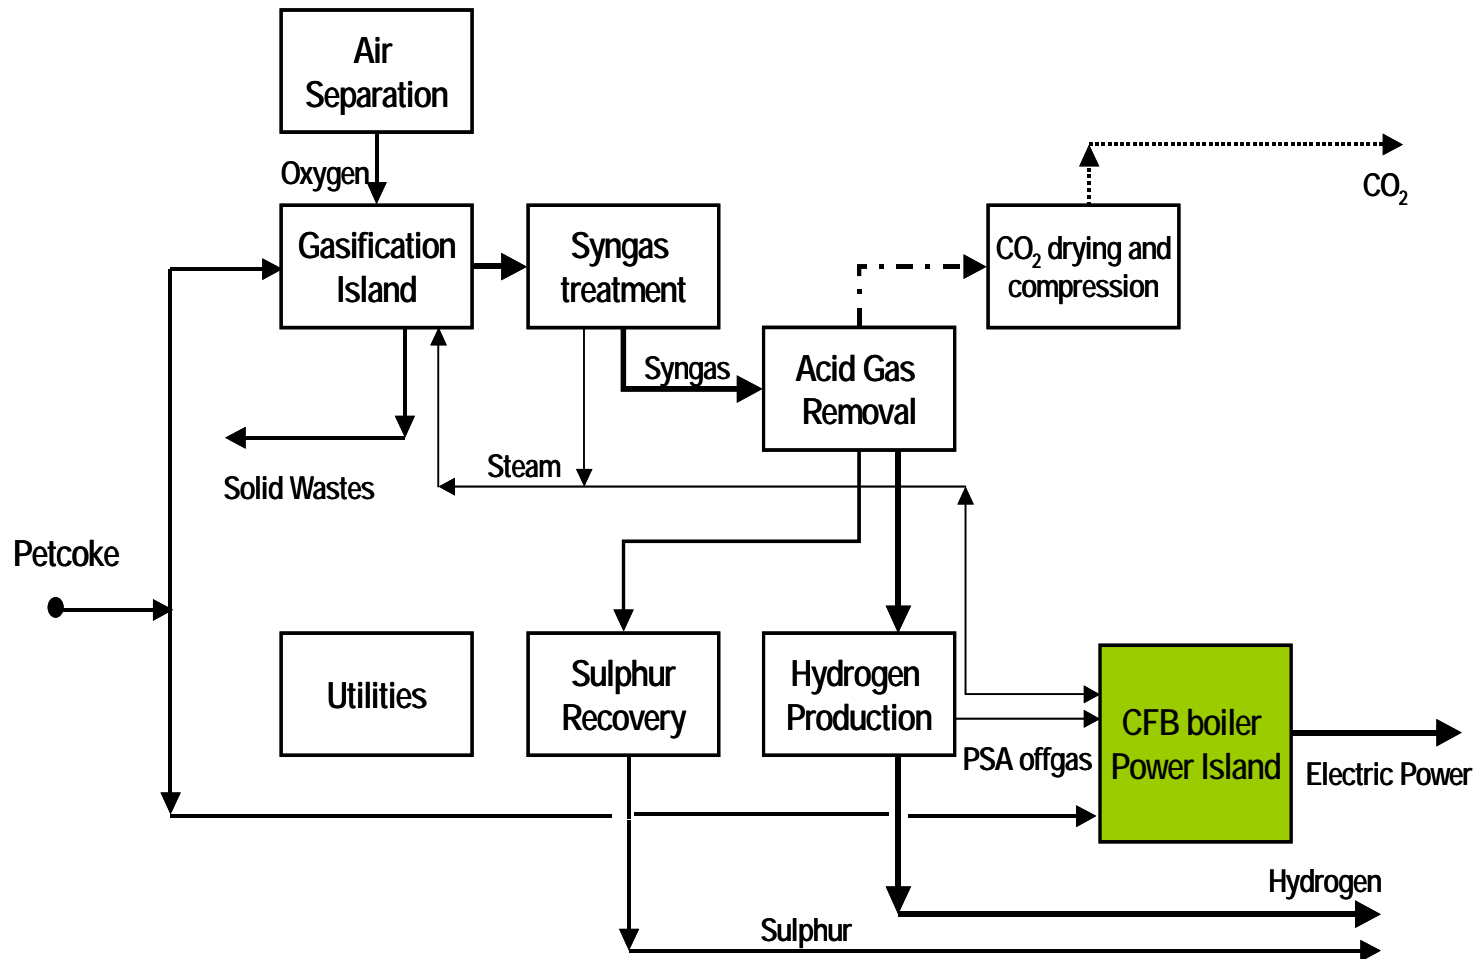 Air
Separation
Oxygen
CO₂
Gasification
Island
Syngas
treatment
CO₂ drying and
compression
Syngas
Acid Gas
Removal
Steam
Solid Wastes
Petcoke
Utilities
Sulphur
Recovery
Hydrogen
Production
PSA offgas
CFB boiler
Power Island
Electric Power
Hydrogen
Sulphur